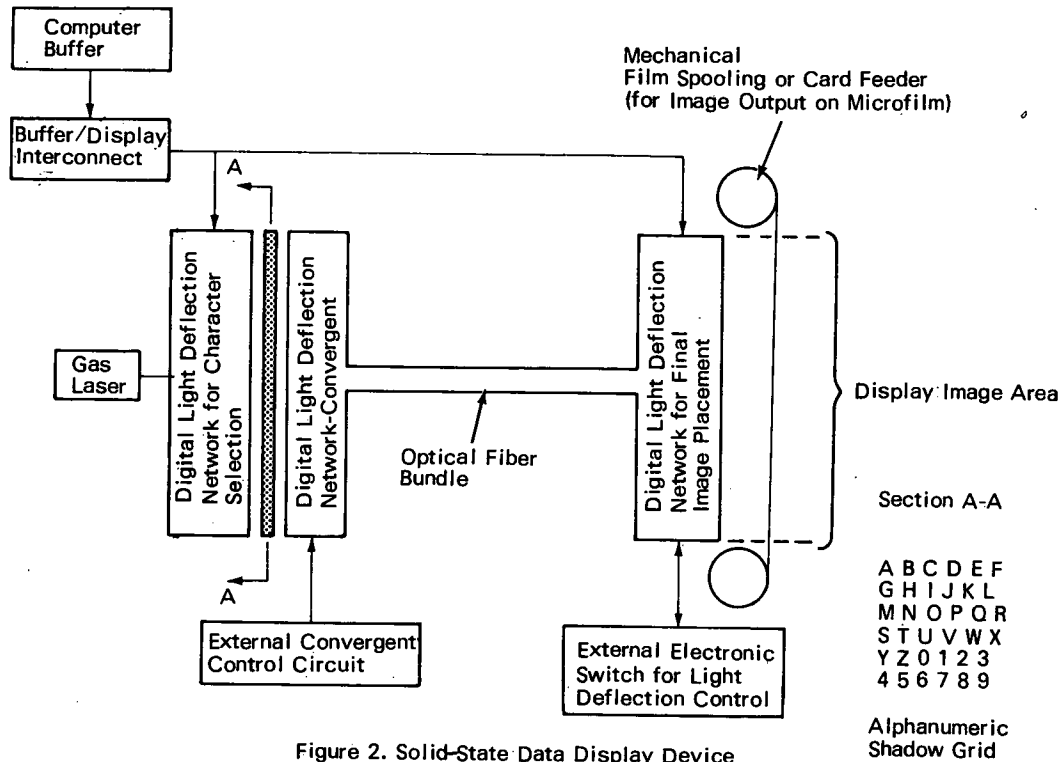 Computer
Buffer
Mechanical
Film Spooling or Card Feeder
(for Image Output on Microfilm)
Buffer/Display
Interconnect
A
Gas
Laser
Digital Light Deflection
Network for Character
Selection
Digital Light Deflection
Network-Convergent
Optical Fiber
Bundle
Digital Light Deflection
Network for Final
Image Placement
Display Image Area
A
External Convergent
Control Circuit
External Electronic
Switch for Light
Deflection Control
Section A-A
A B C D E F
G H I J K L
M N O P Q R
S T U V W X
Y Z 0 1 2 3
4 5 6 7 8 9
Alphanumeric
Shadow Grid
Figure 2. Solid-State Data Display Device